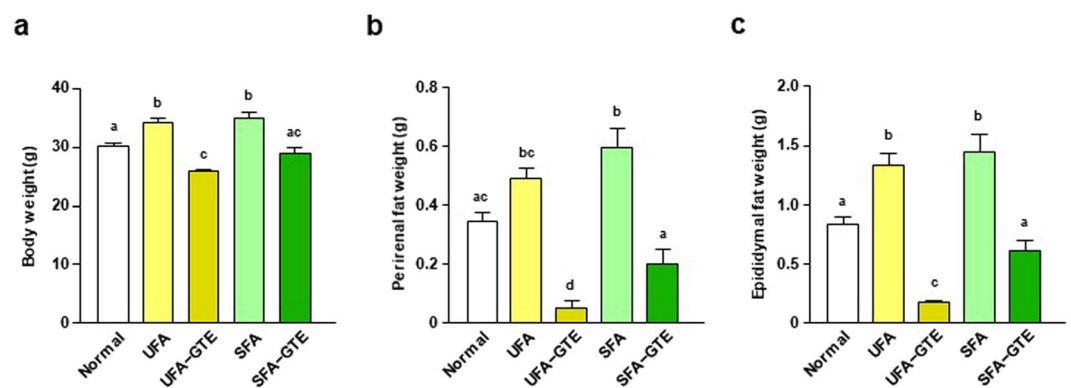 a
b
c
Body weight (g)
40
30
20
10
0
a
b
c
b
ac
Normal
UFA
UFA−GTE
SFA
SFA−GTE
Perirenal fat weight (g)
0.8
0.6
0.4
0.2
0
ac
bc
d
b
a
Normal
UFA
UFA−GTE
SFA
SFA−GTE
Epididymal fat weight (g)
2.0
1.5
1.0
0.5
0
a
b
c
b
a
Normal
UFA
UFA−GTE
SFA
SFA−GTE